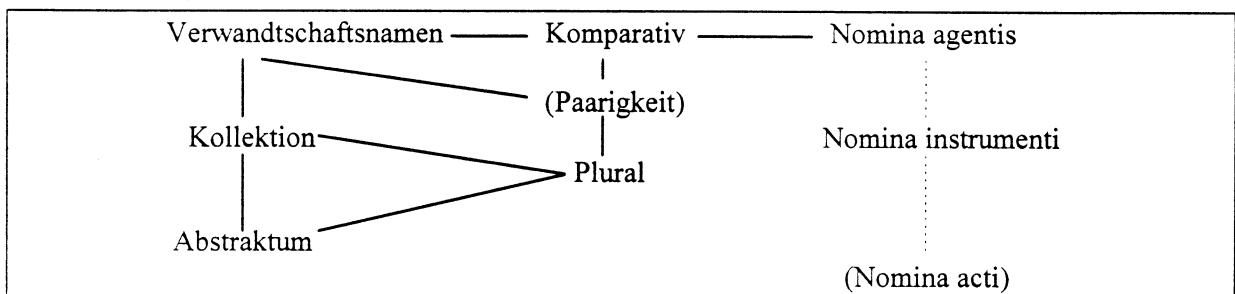 Verwandtschaftsnamen Komparativ Nomina agentis
(Paarigkeit)
Kollektion Nomina instrumenti
Plural
Abstraktum
(Nomina acti)